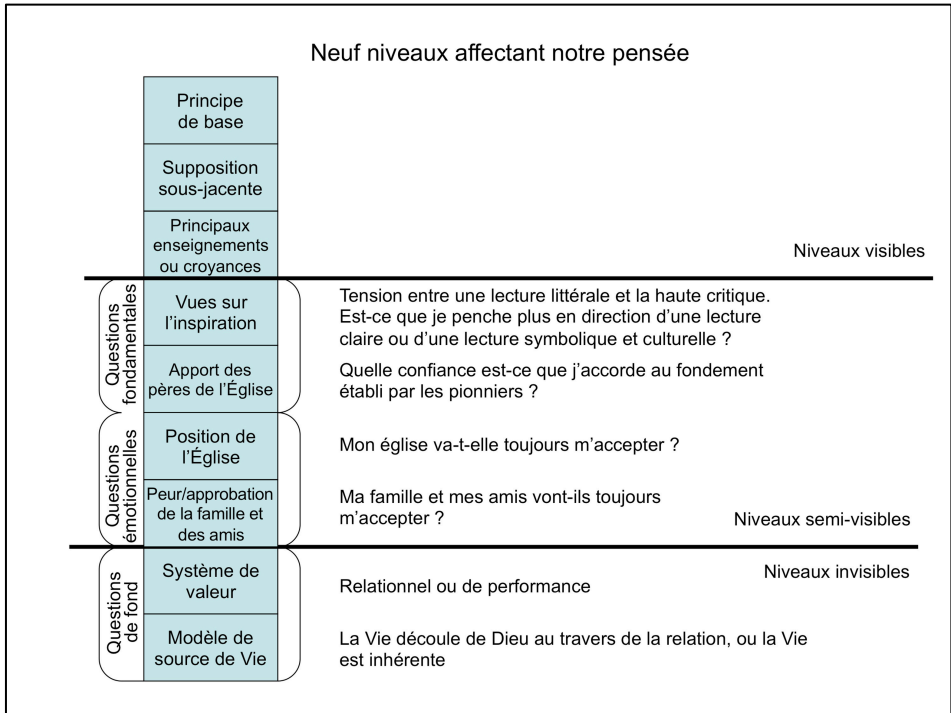 Neuf niveaux affectant notre pensée
Principe
de base
Supposition
sous-jacente
Principaux
enseignements
ou croyances
Niveaux visibles
Questions
fondamentales
Vues sur
l’inspiration
Tension entre une lecture littérale et la haute critique.
Est-ce que je penche plus en direction d’une lecture
claire ou d’une lecture symbolique et culturelle ?
Apport des
pères de l’Église
Quelle confiance est-ce que j’accorde au fondement
établi par les pionniers ?
Questions
émotionnelles
Position de
l’Église
Mon église va-t-elle toujours m’accepter ?
Peur/approbation
de la famille et
des amis
Ma famille et mes amis vont-ils toujours
m’accepter ?
Niveaux semi-visibles
Niveaux invisibles
Questions
de fond
Système de
valeur
Relationnel ou de performance
Modèle de
source de Vie
La Vie découle de Dieu au travers de la relation, ou la Vie
est inhérente